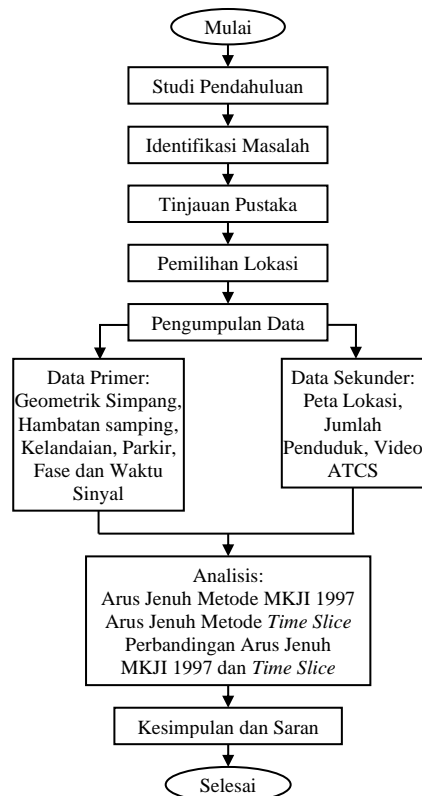 Mulai
Studi Pendahuluan
Identifikasi Masalah
Tinjauan Pustaka
Pemilihan Lokasi
Pengumpulan Data
Data Primer:
Geometrik Simpang,
Hambatan samping,
Kelandaian, Parkir,
Fase dan Waktu
Sinyal
Data Sekunder:
Peta Lokasi,
Jumlah
Penduduk, Video
ATCS
Analisis:
Arus Jenuh Metode MKJI 1997
Arus Jenuh Metode Time Slice
Perbandingan Arus Jenuh
MKJI 1997 dan Time Slice
Kesimpulan dan Saran
Selesai